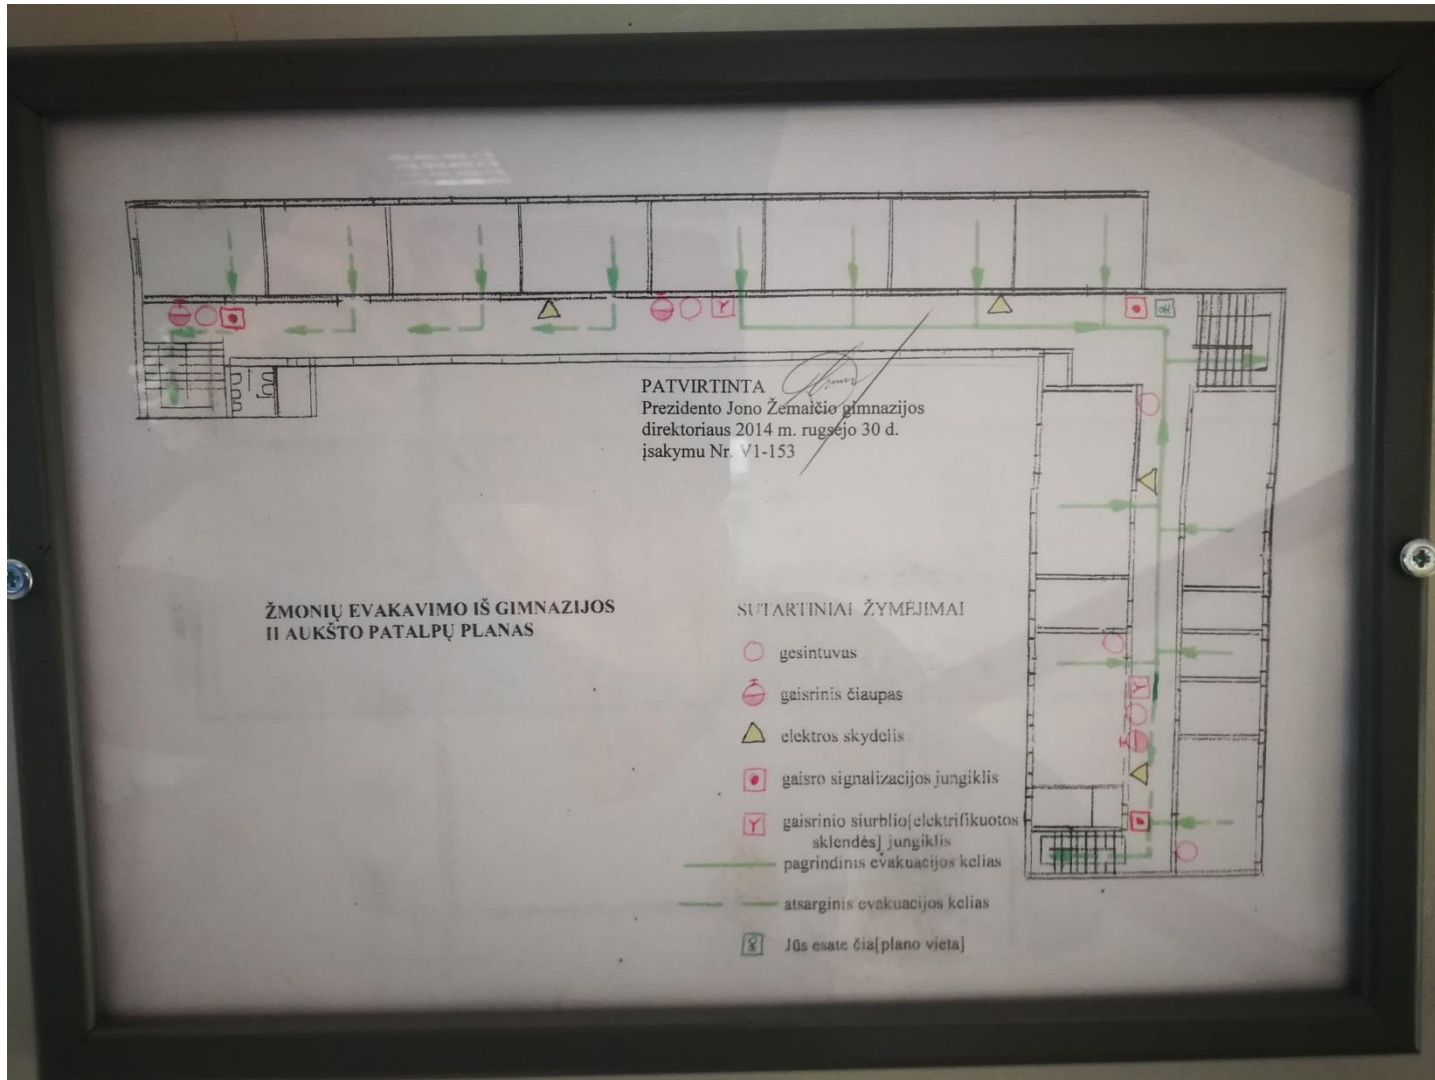 PATVIRTINTA
Prezidento Jono Žemaičio gimnazijos
direktoriaus 2014 m. rugsėjo 30 d.
įsakymu Nr. V1-153
ŽMONIŲ EVAKAVIMO IŠ GIMNAZIJOS
II AUKŠTO PATALPŲ PLANAS
SUTARTINIAI ŽYMĖJIMAI
gesintuvas
gaisrinis čiaupas
elektros skydelis
gaisro signalizacijos jungiklis
gaisrinio siurblio[elektrifikuotos
sklendės] jungiklis
pagrindinis evakuacijos kelias
atsarginis evakuacijos kelias
Jūs esate čia[plano vieta]